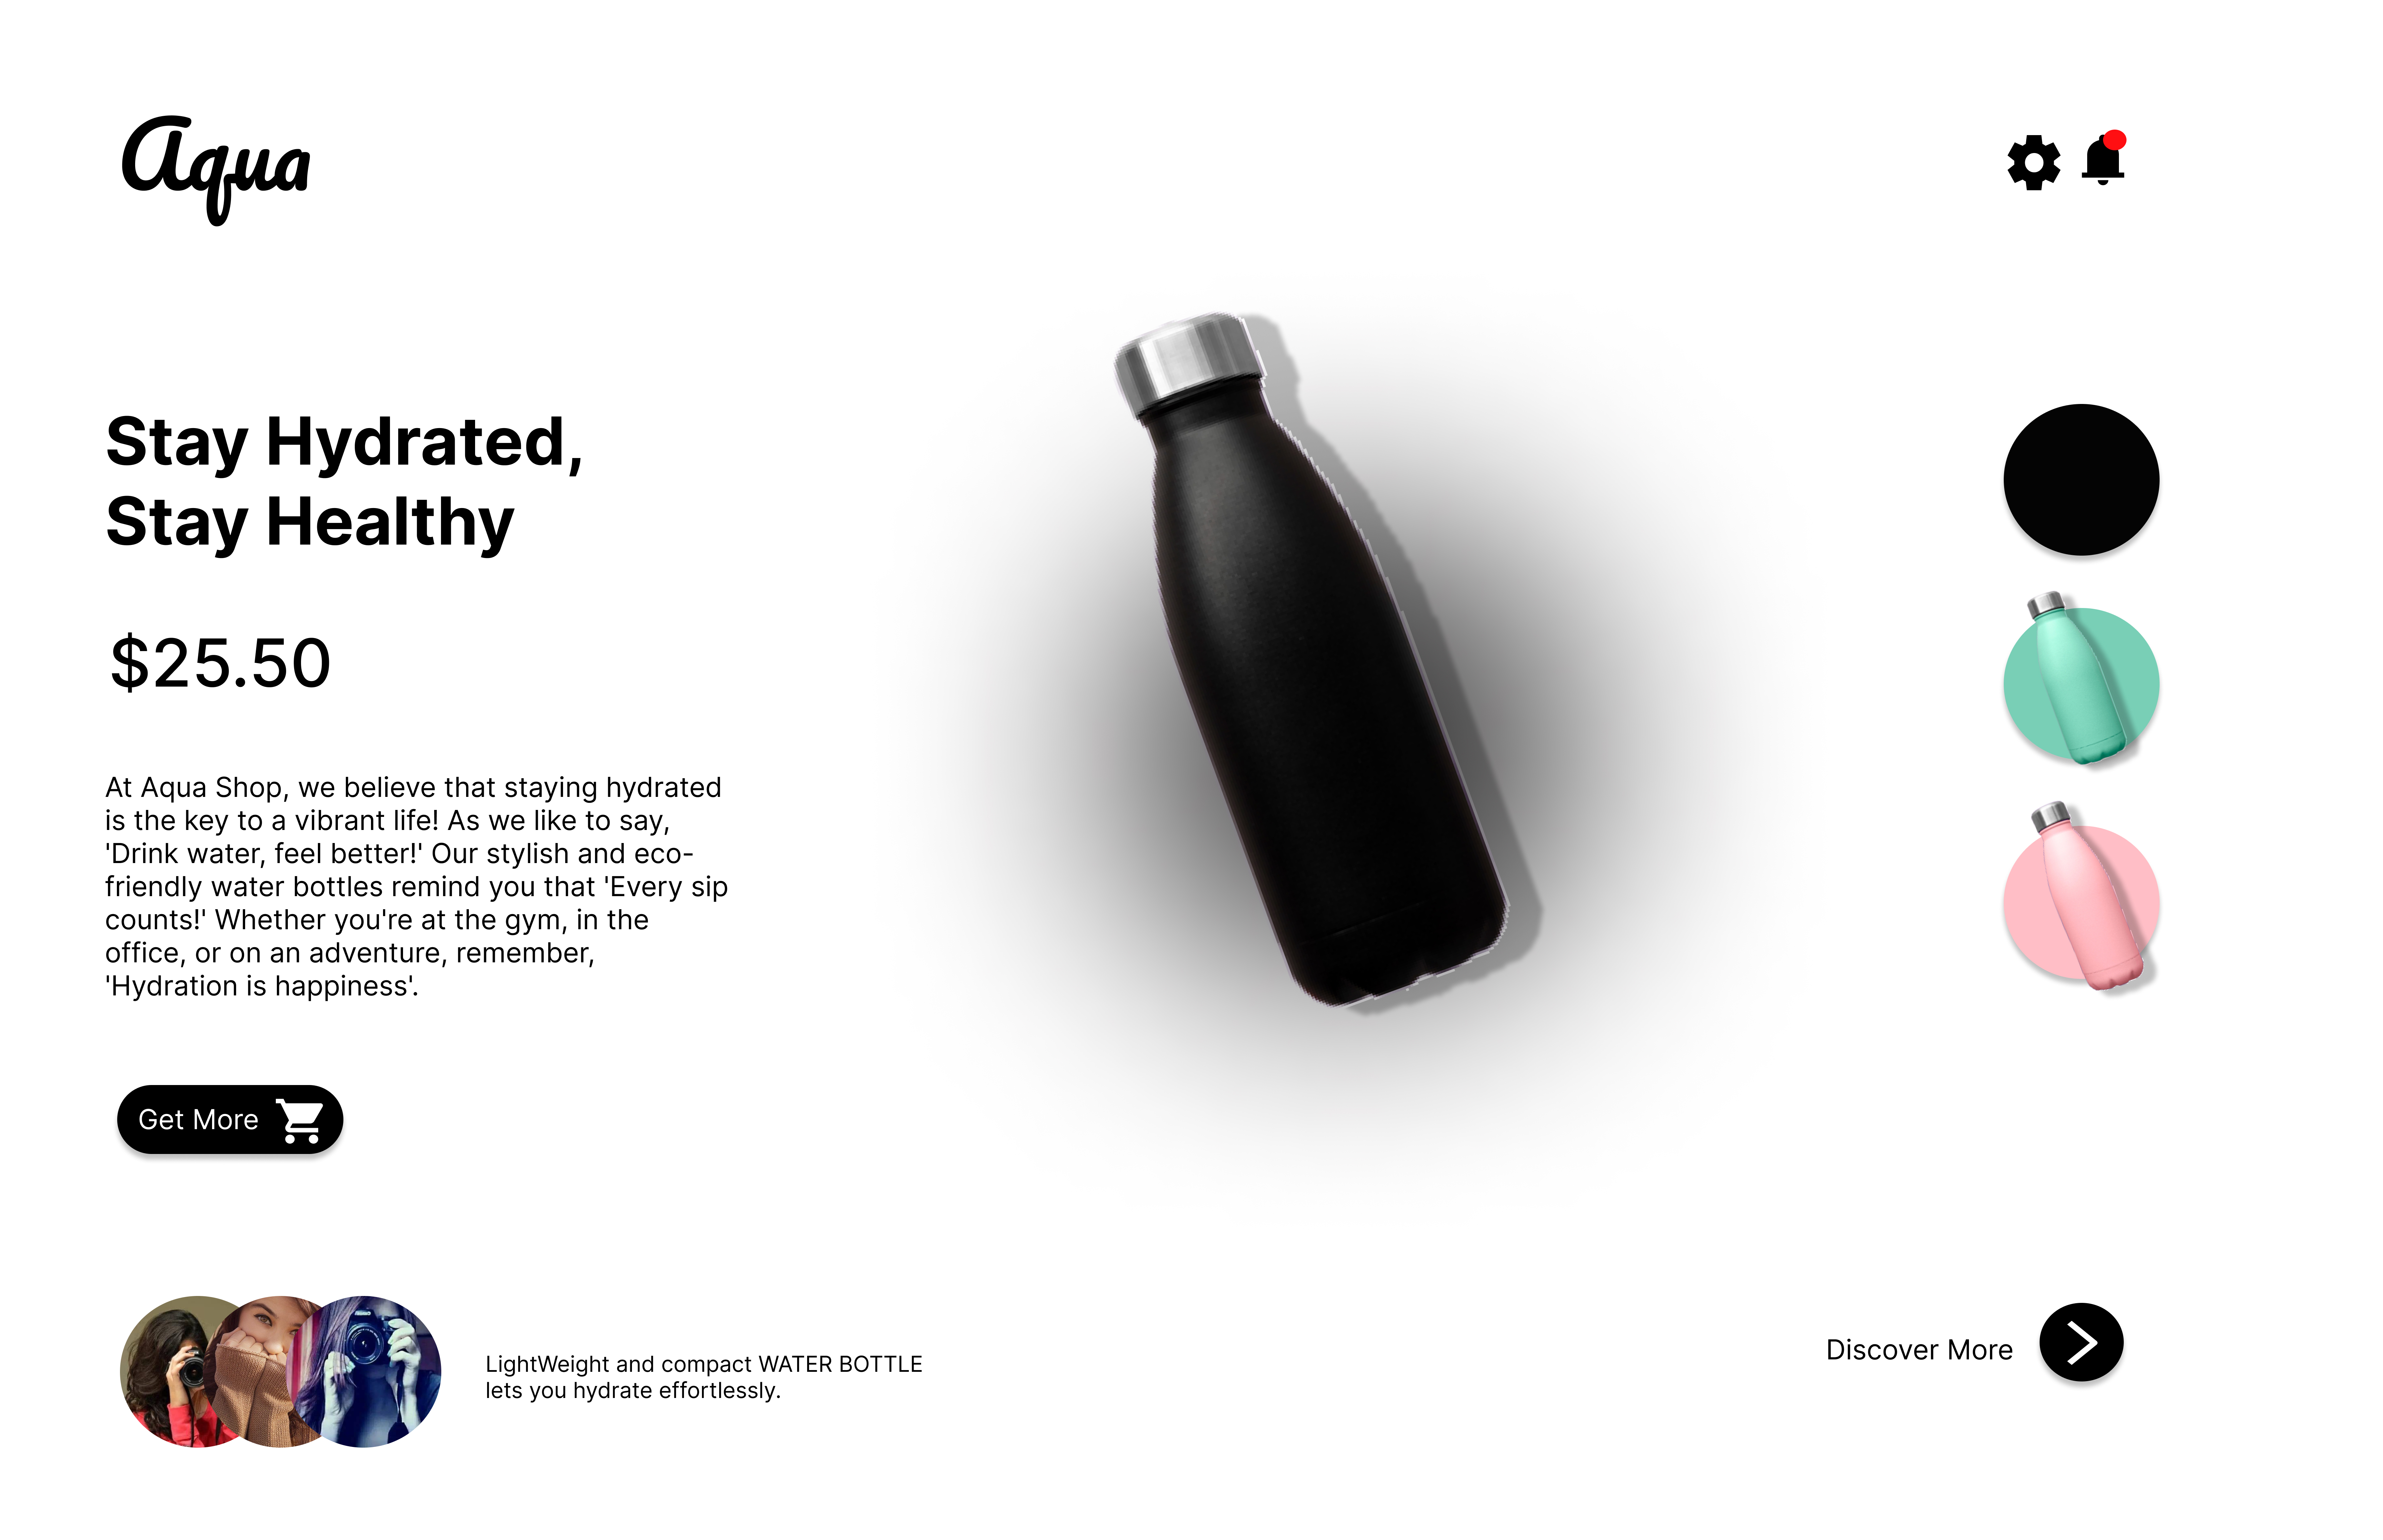 Aqua
Stay Hydrated,
Stay Healthy
$25.50
At Aqua Shop, we believe that staying hydrated
is the key to a vibrant life! As we like to say,
'Drink water, feel better!' Our stylish and eco-
friendly water bottles remind you that 'Every sip
counts!' Whether you're at the gym, in the
office, or on an adventure, remember,
'Hydration is happiness'.
Get More
LightWeight and compact WATER BOTTLE
lets you hydrate effortlessly.
Discover More